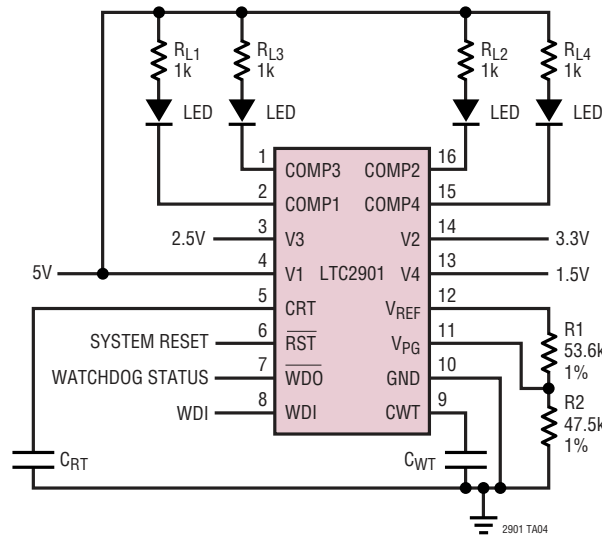 RL1
1k
RL3
1k
RL2
1k
RL4
1k
LED
LED
LED
LED
1
COMP3
COMP2
16
2
COMP1
COMP4
15
2.5V
3
V3
V2
14
3.3V
5V
4
V1
LTC2901
V4
13
1.5V
5
CRT
VREF
12
SYSTEM RESET
6
RST
VPG
11
R1
53.6k
1%
WATCHDOG STATUS
7
WDO
GND
10
WDI
8
WDI
CWT
9
R2
47.5k
1%
CRT
CWT
2901 TA04